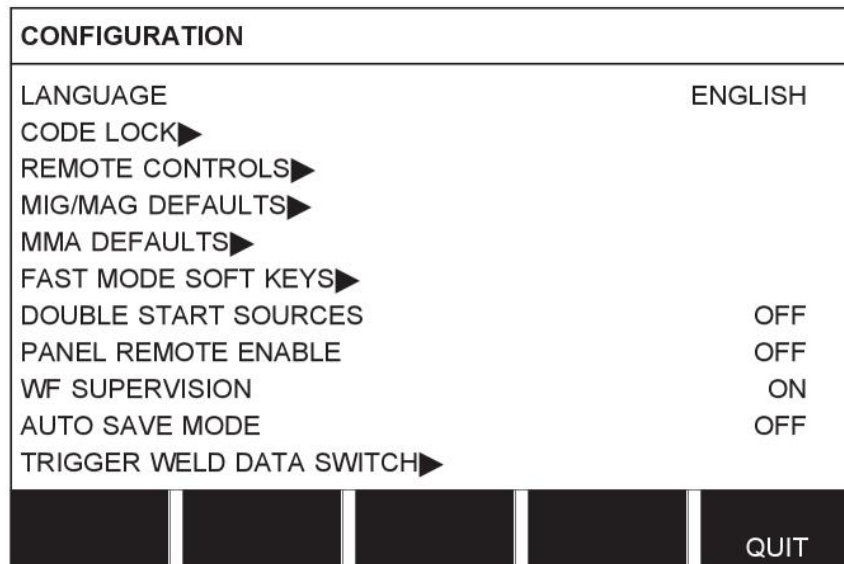 CONFIGURATION
LANGUAGE ENGLISH
CODE LOCK▶
REMOTE CONTROLS▶
MIG/MAG DEFAULTS▶
MMA DEFAULTS▶
FAST MODE SOFT KEYS▶
DOUBLE START SOURCES OFF
PANEL REMOTE ENABLE OFF
WF SUPERVISION ON
AUTO SAVE MODE OFF
TRIGGER WELD DATA SWITCH▶
QUIT